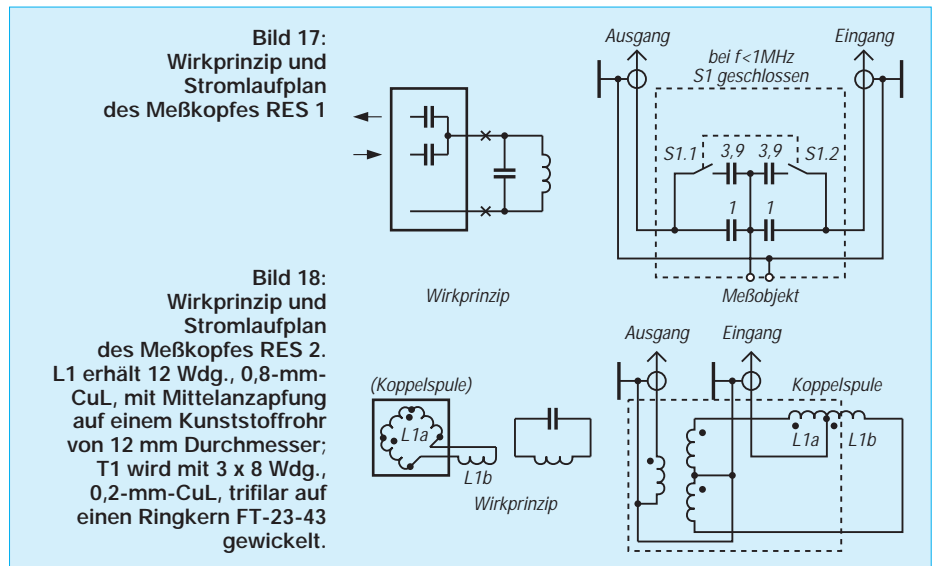 Bild 17:
Wirkprinzip und
Stromlaufplan
des Meßkopfes RES 1
Ausgang
Eingang
bei f<1MHz
S1 geschlossen
S1.1
3,9
3,9
S1.2
1
1
Wirkprinzip
Meßobjekt
Bild 18:
Wirkprinzip und
Stromlaufplan
des Meßkopfes RES 2.
L1 erhält 12 Wdg., 0,8-mm-
CuL, mit Mittelanzapfung
auf einem Kunststoffrohr
von 12 mm Durchmesser;
T1 wird mit 3 x 8 Wdg.,
0,2-mm-CuL, trifilar auf
einen Ringkern FT-23-43
gewickelt.
(Koppelspule)
L1a
L1b
Wirkprinzip
Ausgang
Eingang
Koppelspule
L1a
L1b